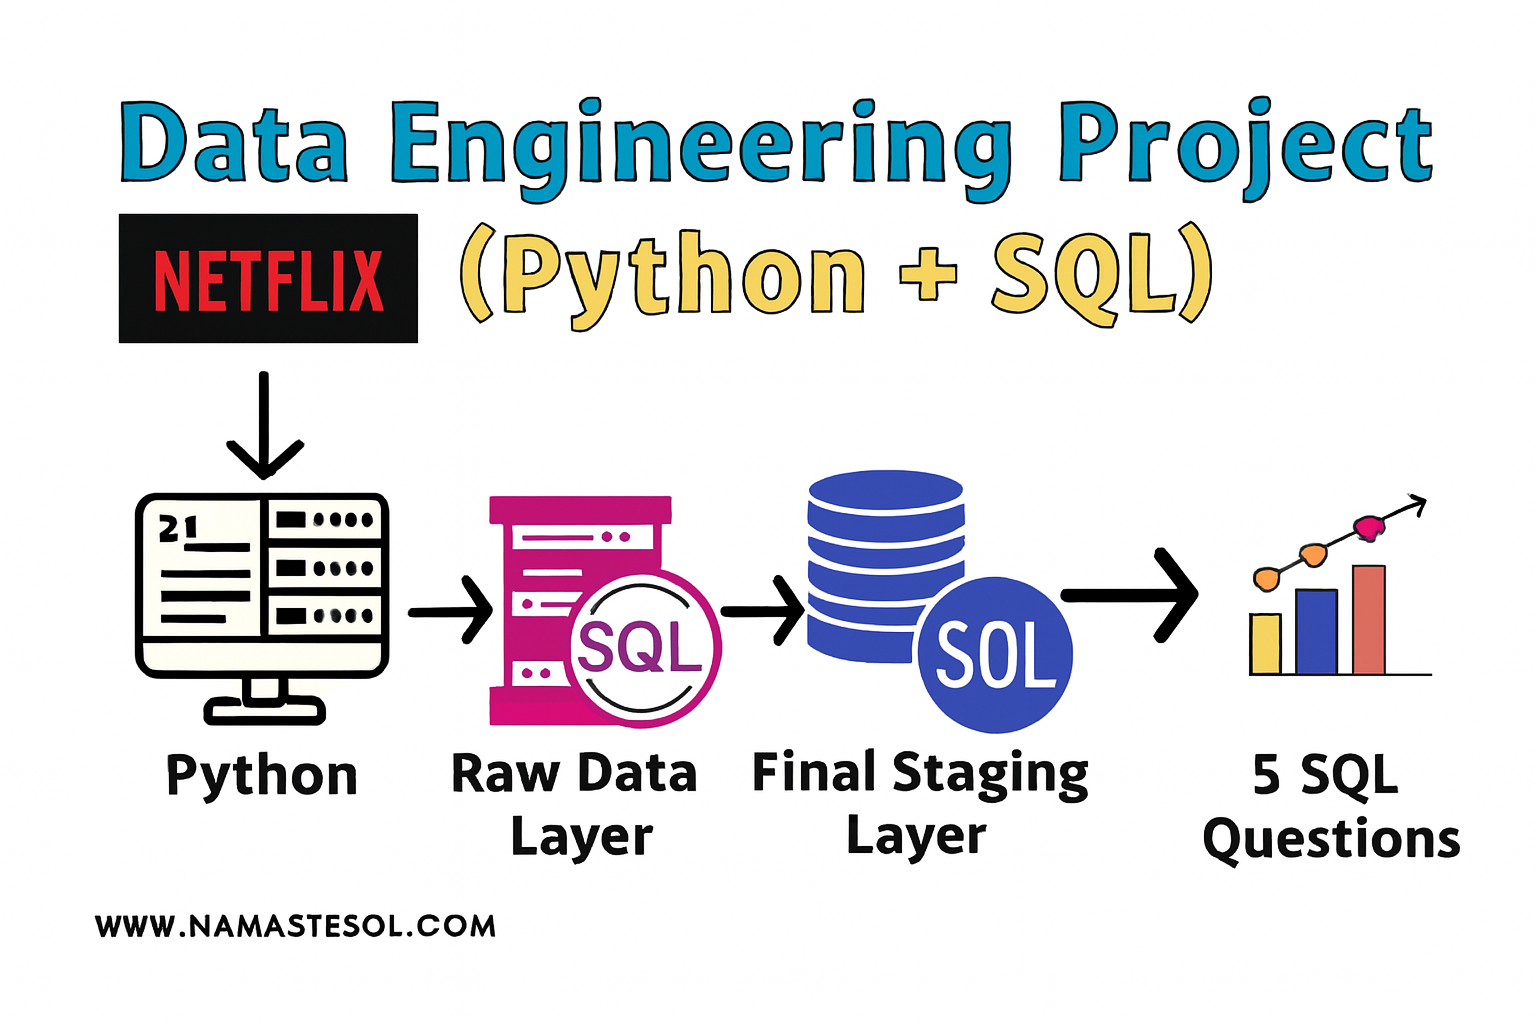 Data Engineering Project
NETFLIX (Python + SQL)
21
SQL
SOL
Python
Raw Data
Layer
Final Staging
Layer
5 SQL
Questions
WWW.NAMASTESOL.COM